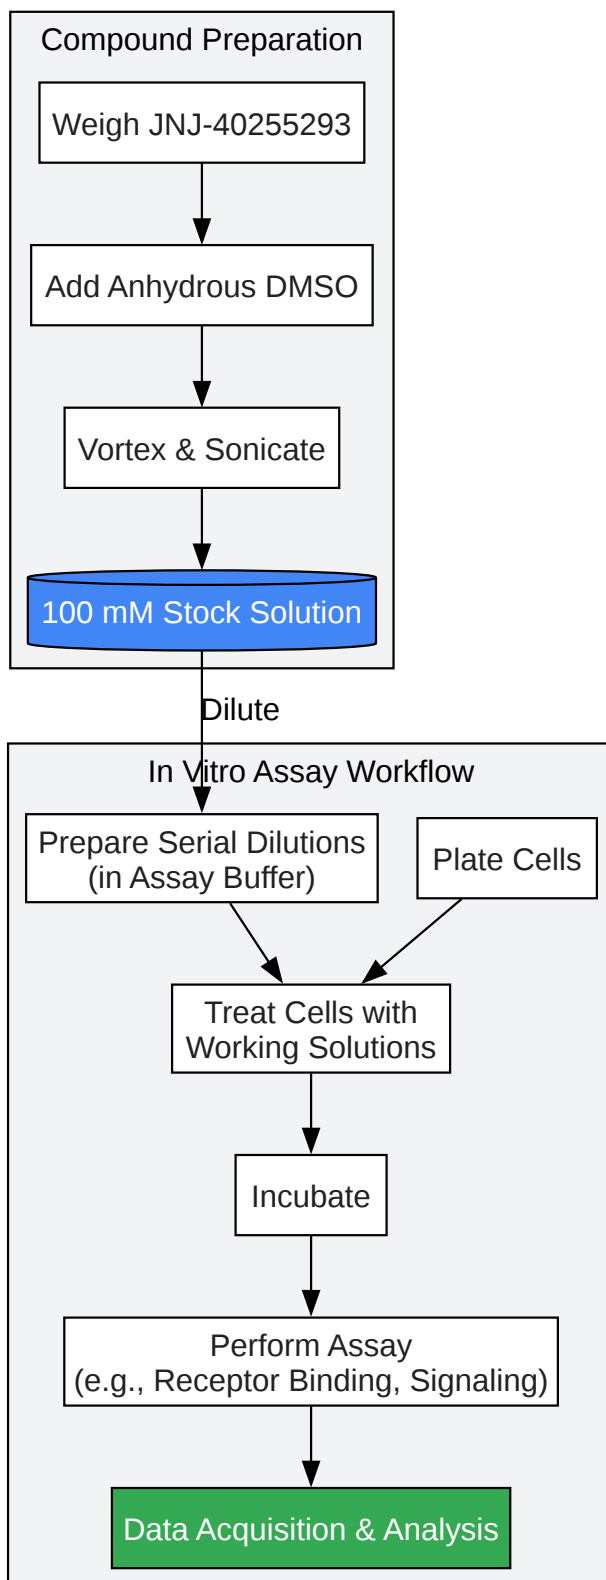 Compound Preparation
Weigh JNJ-40255293
Add Anhydrous DMSO
Vortex & Sonicate
100 mM Stock Solution
Dilute
In Vitro Assay Workflow
Prepare Serial Dilutions
(in Assay Buffer)
Plate Cells
Treat Cells with
Working Solutions
Incubate
Perform Assay
(e.g., Receptor Binding, Signaling)
Data Acquisition & Analysis